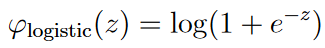 φ_logistic(z) = log(1 + e^{−z})